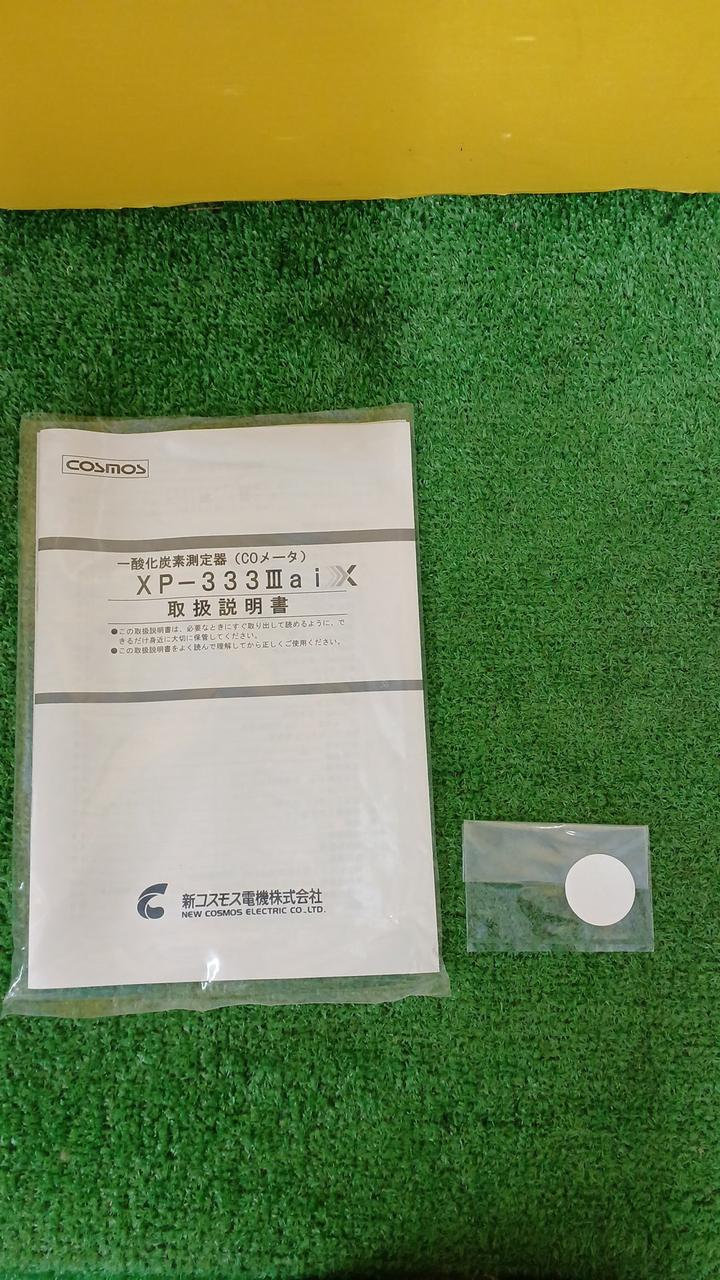 COSMOS
一酸化炭素測定器（COメータ）
XP－333Ⅲai
取扱説明書
●この取扱説明書は、必要なときにすぐ取り出して読めるように、で
きるだけ身近に大切に保管してください。
●この取扱説明書をよく読んで理解してから正しくご使用ください。
新コスモス電機株式会社
NEW COSMOS ELECTRIC CO.,LTD.